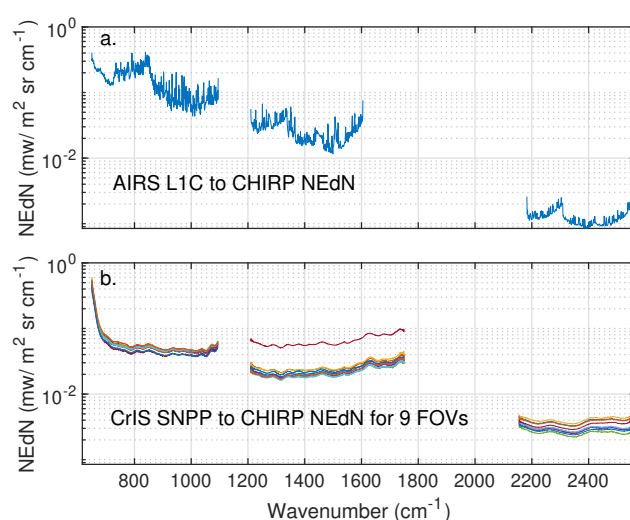 a.
10^0
10^-2
NEdN (mw/ m^2 sr cm^-1)
AIRS L1C to CHIRP NEdN
b.
10^0
10^-2
NEdN (mw/ m^2 sr cm^-1)
CrIS SNPP to CHIRP NEdN for 9 FOVs
800 1000 1200 1400 1600 1800 2000 2200 2400
Wavenumber (cm^-1)